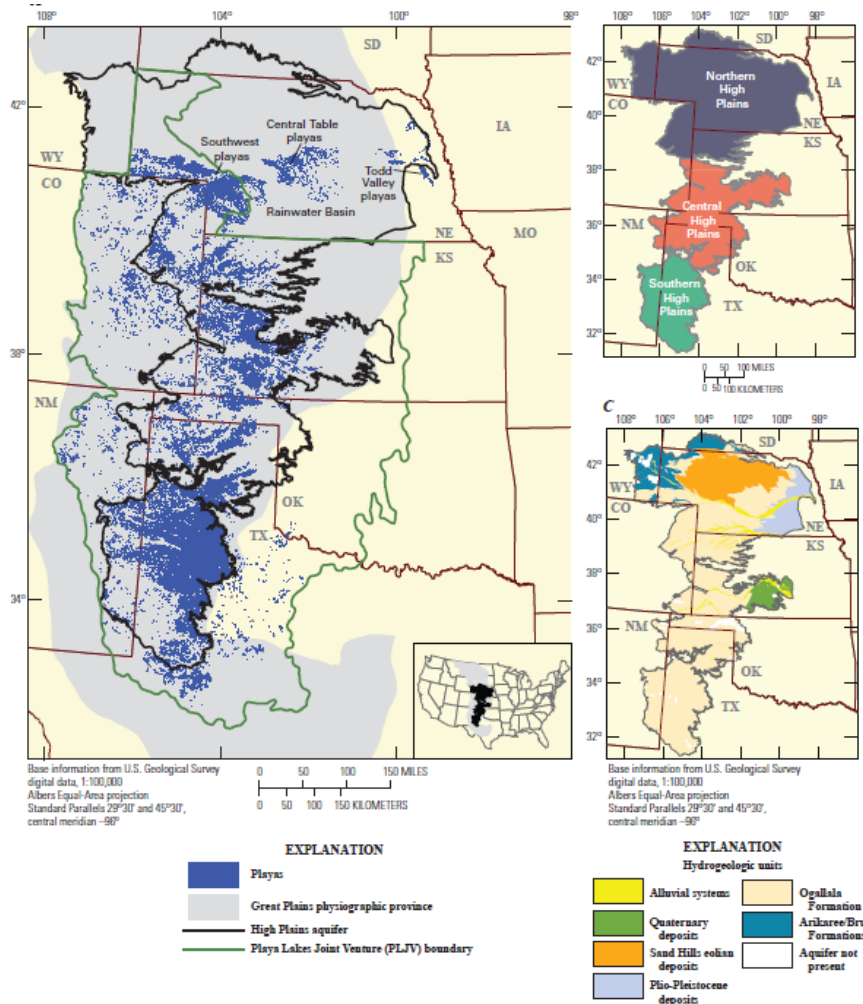 108°
104°
100°
98°
SD
42°
Central Table
playas
Southwest
playas
IA
WY
CO
Todd
Valley
playas
Rainwater Basin
NE
KS
MO
38°
NM
OK
TX
34°
Base information from U.S. Geological Survey
digital data, 1:100,000
Albers Equal-Area projection
Standard Parallels 29°30' and 45°30',
central meridian –96°
0 50 100 150 MILES
0 50 100 150 KILOMETERS
EXPLANATION
Playas
Great Plains physiographic province
High Plains aquifer
Playa Lakes Joint Venture (PLJV) boundary
108° 106° 104° 102° 100° 98°
42°
SD
Northern
High
Plains
WY
CO
IA
40°
NE
KS
38°
Central
High
Plains
36°
NM
OK
34°
Southern
High
Plains
TX
32°
0 50 100 MILES
0 50 100 KILOMETERS
C
108° 106° 104° 102° 100° 98°
SD
42°
WY
CO
IA
40°
NE
KS
38°
36°
NM
OK
34°
TX
32°
Base information from U.S. Geological Survey
digital data, 1:100,000
Albers Equal-Area projection
Standard Parallels 29°30' and 45°30',
central meridian –96°
EXPLANATION
Hydrogeologic units
Alluvial systems
Quaternary
deposits
Sand Hills eolian
deposits
Plio-Pleistocene
deposits
Ogallala
Formation
Arikaree/Bru
Formations
Aquifer not
present